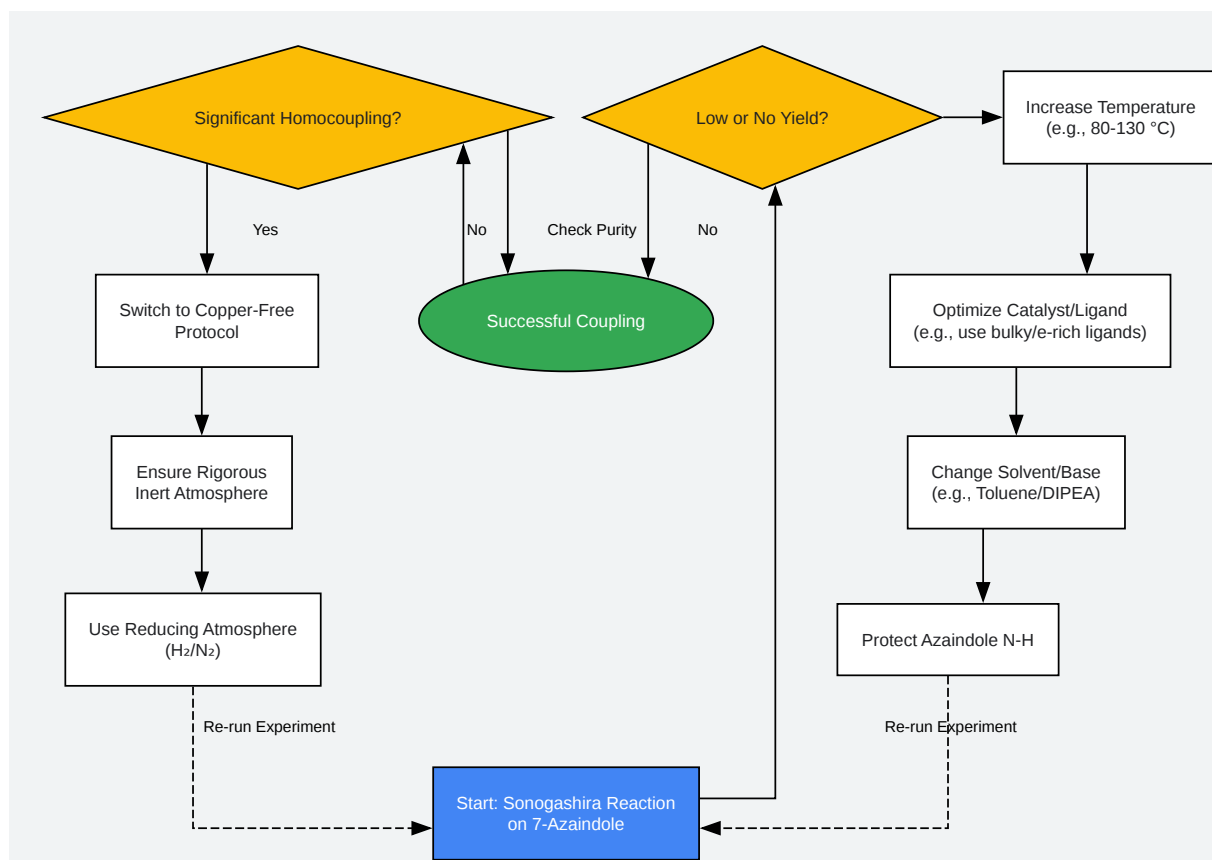 Significant Homocoupling?
Low or No Yield?
Increase Temperature
(e.g., 80-130 °C)
Yes
No
Check Purity
No
Switch to Copper-Free
Protocol
Successful Coupling
Optimize Catalyst/Ligand
(e.g., use bulky/e-rich ligands)
Ensure Rigorous
Inert Atmosphere
Change Solvent/Base
(e.g., Toluene/DIPEA)
Use Reducing Atmosphere
(H₂/N₂)
Protect Azaindole N-H
Re-run Experiment
Re-run Experiment
Start: Sonogashira Reaction
on 7-Azaindole